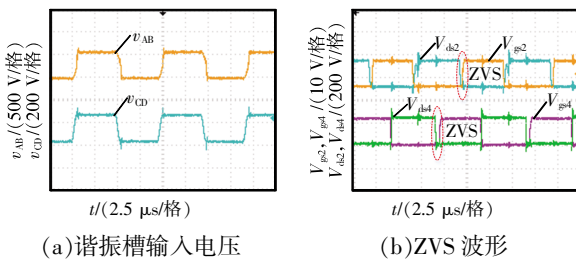 v_AB/(500 V/格)
v_CD/(200 V/格)
v_AB
v_CD
t/(2.5 μs/格)
(a)谐振槽输入电压
V_gs2, V_gs4/(10 V/格)
V_ds2, V_ds4/(200 V/格)
V_ds2
V_gs2
ZVS
V_ds4
V_gs4
ZVS
t/(2.5 μs/格)
(b)ZVS 波形